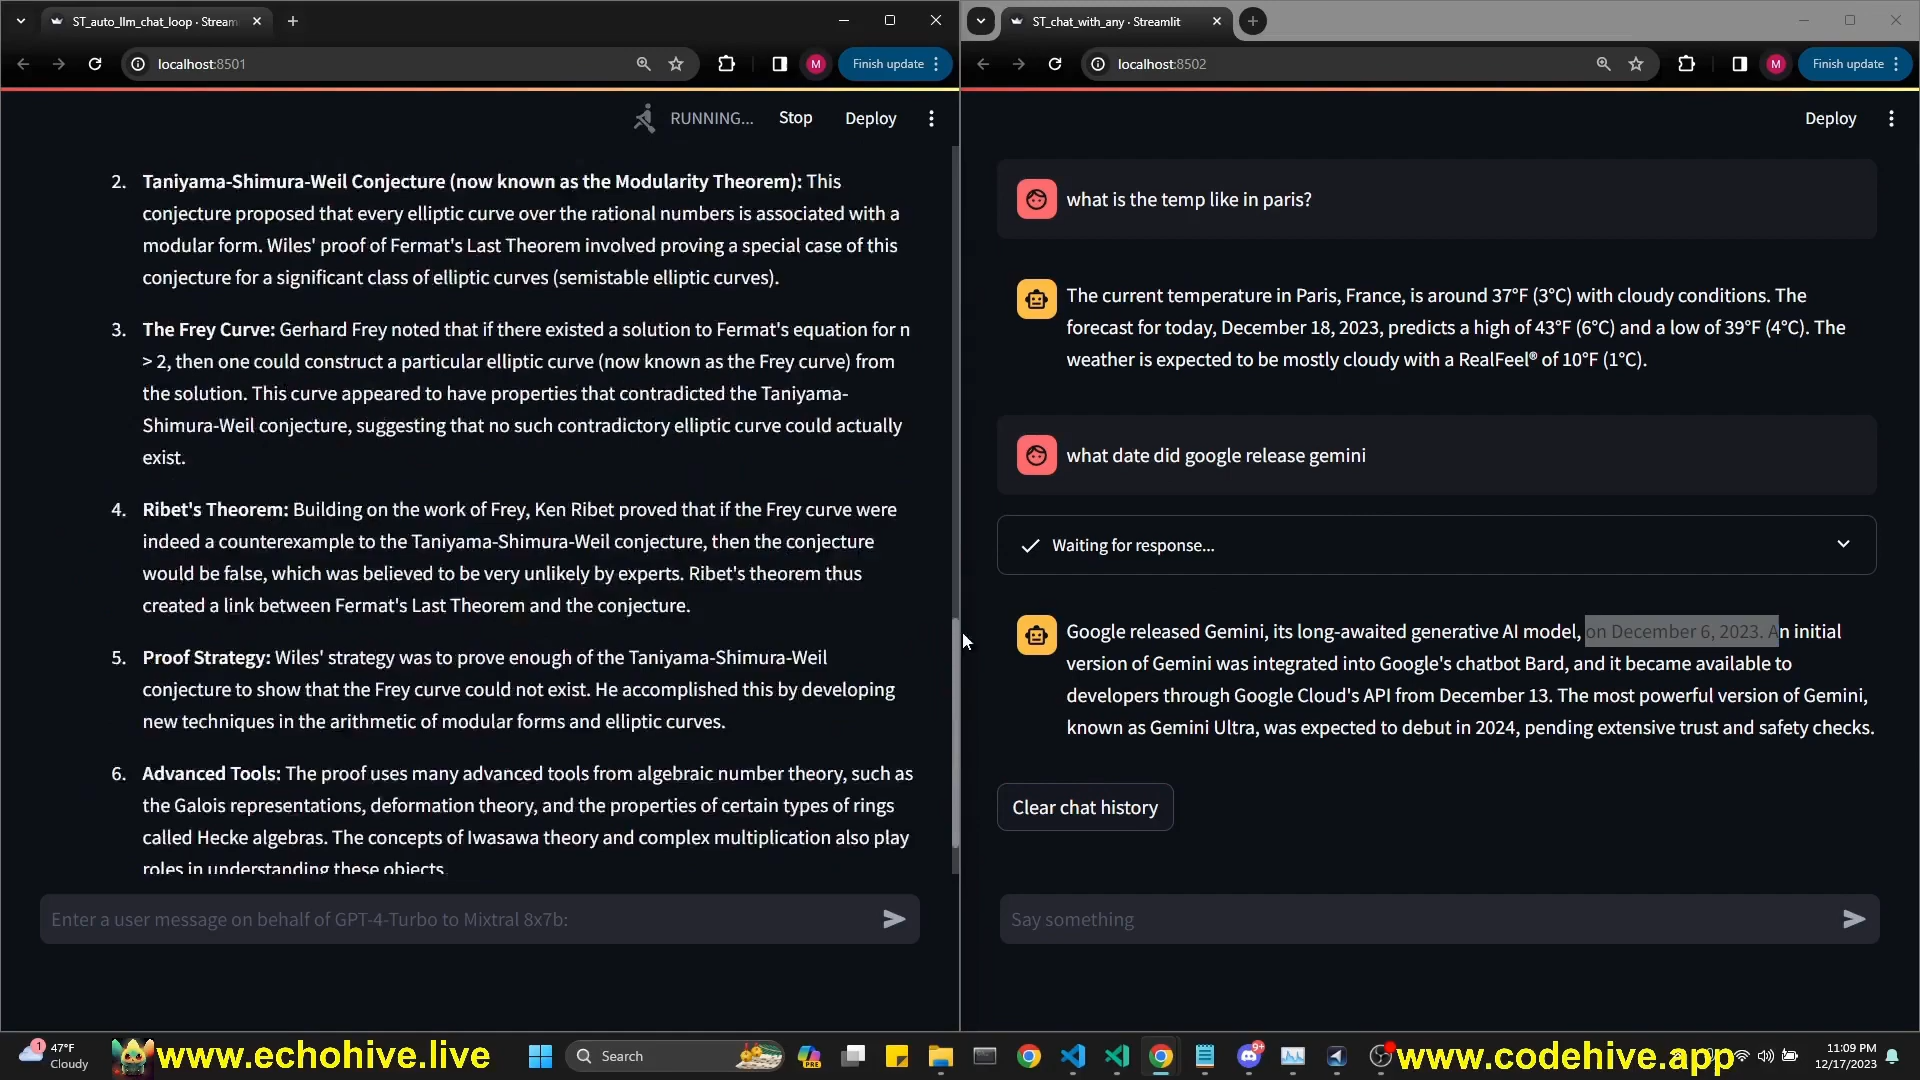 ST_auto_llm_chat_loop · Stream
localhost:8501
M
Finish update
RUNNING...
Stop
Deploy
2. Taniyama-Shimura-Weil Conjecture (now known as the Modularity Theorem): This
conjecture proposed that every elliptic curve over the rational numbers is associated with a
modular form. Wiles' proof of Fermat's Last Theorem involved proving a special case of this
conjecture for a significant class of elliptic curves (semistable elliptic curves).
3. The Frey Curve: Gerhard Frey noted that if there existed a solution to Fermat's equation for n
> 2, then one could construct a particular elliptic curve (now known as the Frey curve) from
the solution. This curve appeared to have properties that contradicted the Taniyama-
Shimura-Weil conjecture, suggesting that no such contradictory elliptic curve could actually
exist.
4. Ribet's Theorem: Building on the work of Frey, Ken Ribet proved that if the Frey curve were
indeed a counterexample to the Taniyama-Shimura-Weil conjecture, then the conjecture
would be false, which was believed to be very unlikely by experts. Ribet's theorem thus
created a link between Fermat's Last Theorem and the conjecture.
5. Proof Strategy: Wiles' strategy was to prove enough of the Taniyama-Shimura-Weil
conjecture to show that the Frey curve could not exist. He accomplished this by developing
new techniques in the arithmetic of modular forms and elliptic curves.
6. Advanced Tools: The proof uses many advanced tools from algebraic number theory, such as
the Galois representations, deformation theory, and the properties of certain types of rings
called Hecke algebras. The concepts of Iwasawa theory and complex multiplication also play
roles in understanding these objects.
Enter a user message on behalf of GPT-4-Turbo to Mixtral 8x7b:
ST_chat_with_any · Streamlit
localhost:8502
M
Finish update
Deploy
what is the temp like in paris?
The current temperature in Paris, France, is around 37°F (3°C) with cloudy conditions. The
forecast for today, December 18, 2023, predicts a high of 43°F (6°C) and a low of 39°F (4°C). The
weather is expected to be mostly cloudy with a RealFeel® of 10°F (1°C).
what date did google release gemini
Waiting for response...
Google released Gemini, its long-awaited generative AI model, on December 6, 2023. An initial
version of Gemini was integrated into Google's chatbot Bard, and it became available to
developers through Google Cloud's API from December 13. The most powerful version of Gemini,
known as Gemini Ultra, was expected to debut in 2024, pending extensive trust and safety checks.
Clear chat history
Say something
1
47°F
Cloudy
www.echohive.live
Search
PRE
9+
www.codehive.app
11:09 PM
12/17/2023